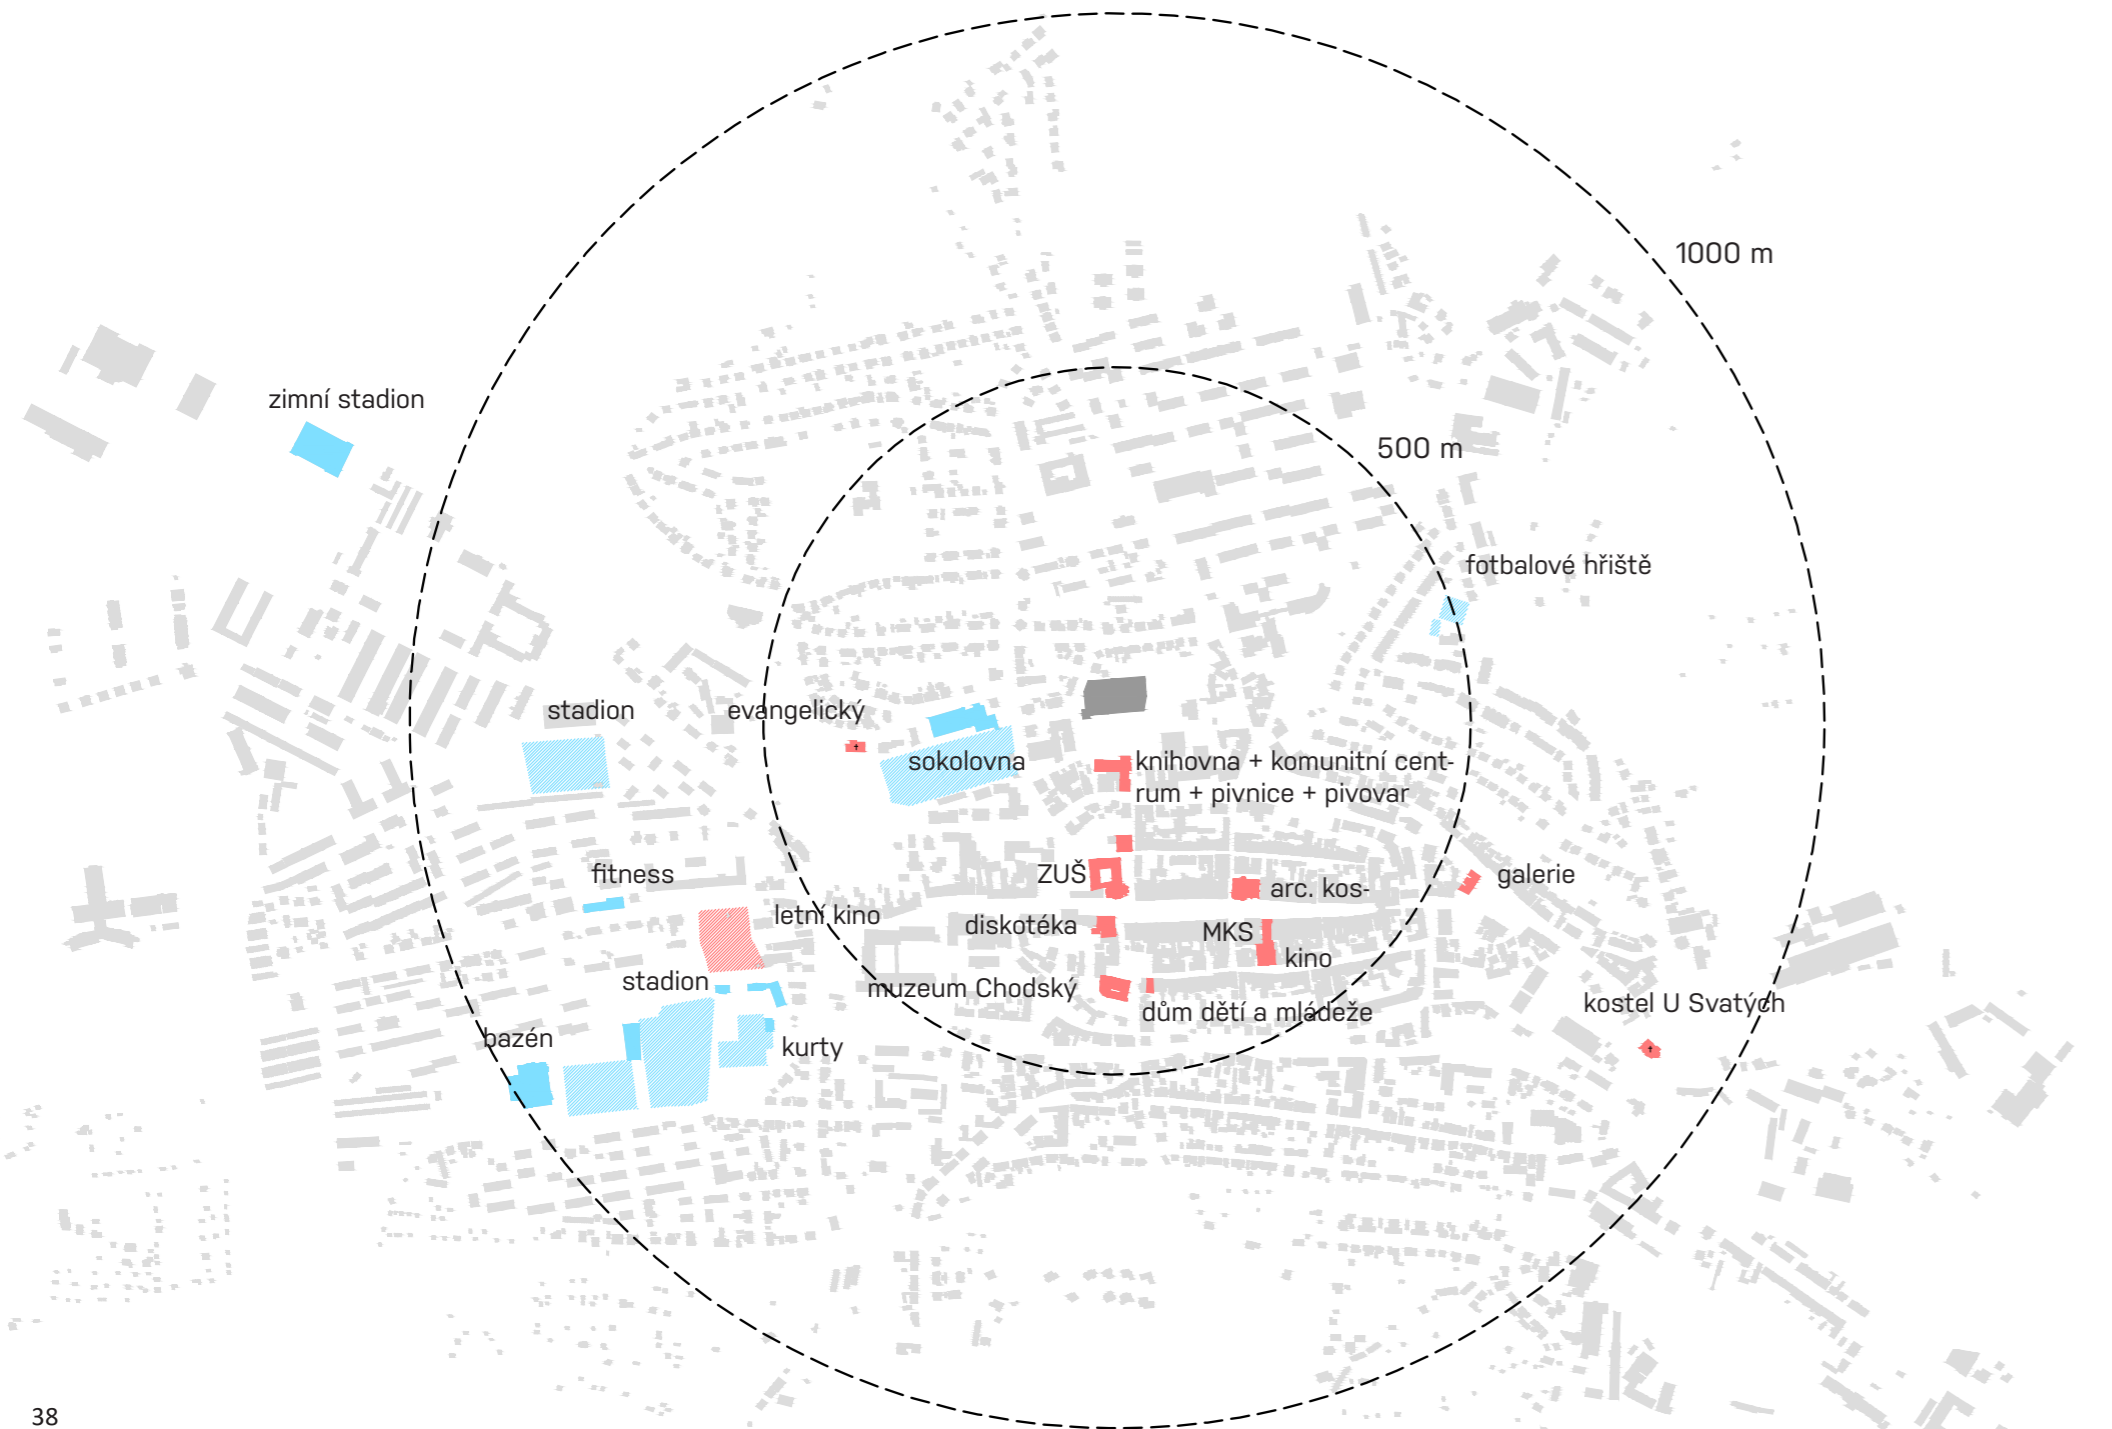 1000 m
zimní stadion
500 m
fotbalové hřiště
stadion
evangelický
sokolovna
knihovna + komunitní cent-
rum + pivnice + pivovar
fitness
ZUŠ
arc. kos-
galerie
letní kino
diskotéka
MKS
kino
stadion
muzeum Chodský
dům dětí a mládeže
kostel U Svatých
bazén
kurty
38